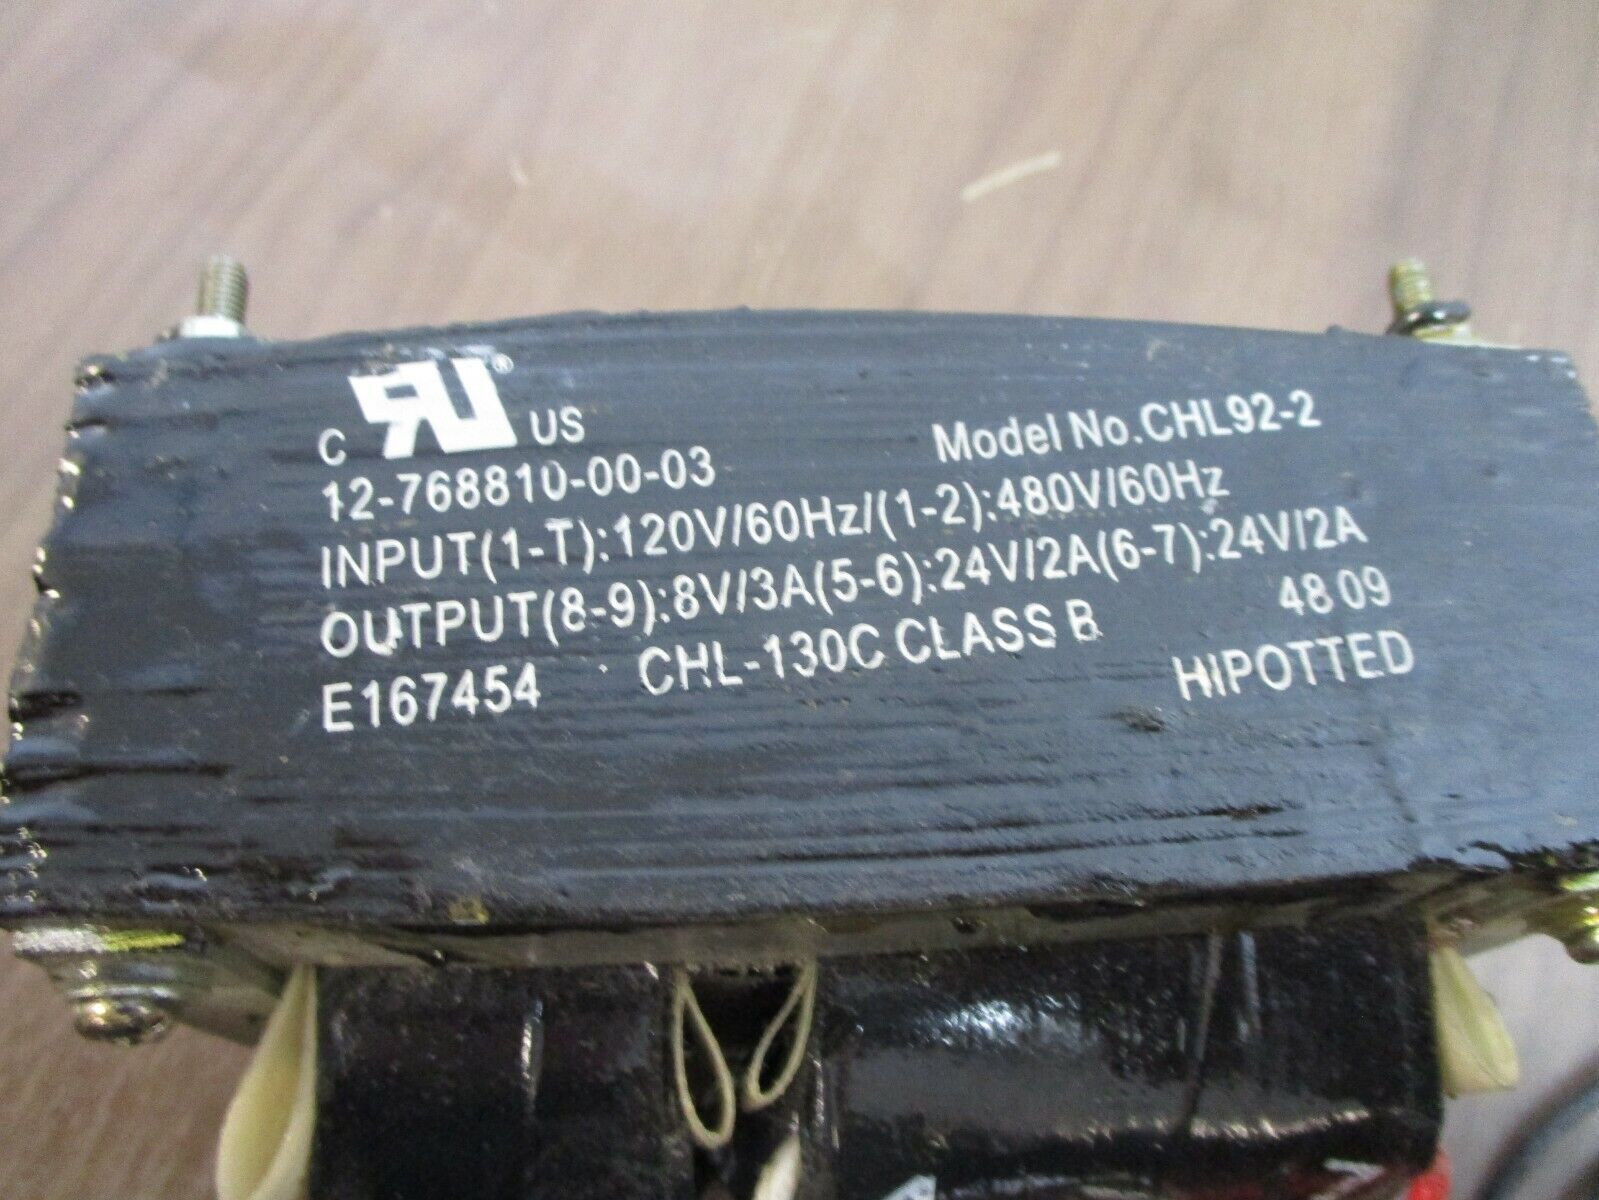 C RU® US
12-768810-00-03 Model No.CHL92-2
INPUT(1-T):120V/60Hz/(1-2):480V/60Hz
OUTPUT(8-9):8V/3A(5-6):24V/2A(6-7):24V/2A
E167454 CHL-130C CLASS B 48 09
HIPOTTED